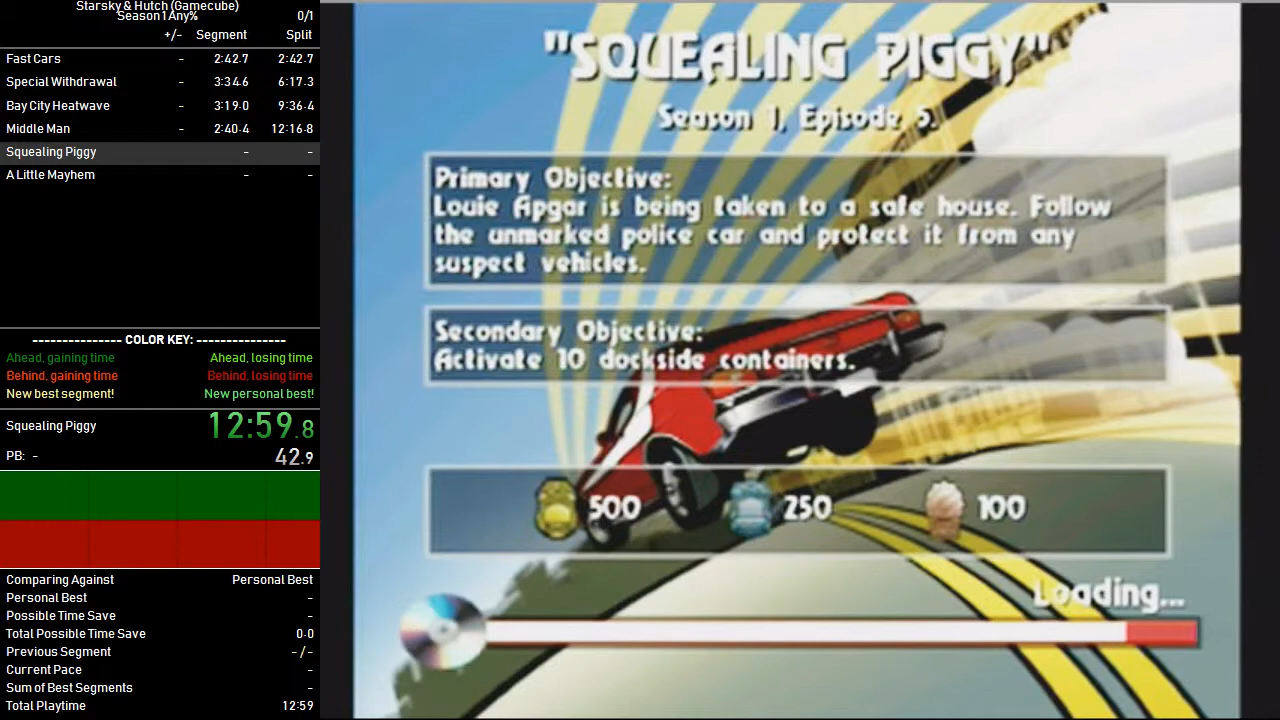 Starsky & Hutch (Gamecube)
Season 1 Any% 0/1
+/- Segment Split
Fast Cars - 2:42.7 2:42.7
Special Withdrawal - 3:34.6 6:17.3
Bay City Heatwave - 3:19.0 9:36.4
Middle Man - 2:40.4 12:16.8
Squealing Piggy - -
A Little Mayhem - -
--------------- COLOR KEY: ---------------
Ahead, gaining time Ahead, losing time
Behind, gaining time Behind, losing time
New best segment! New personal best!
Squealing Piggy 12:59.8
PB: - 42.9
Comparing Against Personal Best
Personal Best -
Possible Time Save -
Total Possible Time Save 0.0
Previous Segment - / -
Current Pace -
Sum of Best Segments -
Total Playtime 12:59
"SQUEALING PIGGY"
Season 1, Episode 5.
Primary Objective:
Louie Apgar is being taken to a safe house. Follow
the unmarked police car and protect it from any
suspect vehicles.
Secondary Objective:
Activate 10 dockside containers.
500 250 100
Loading...